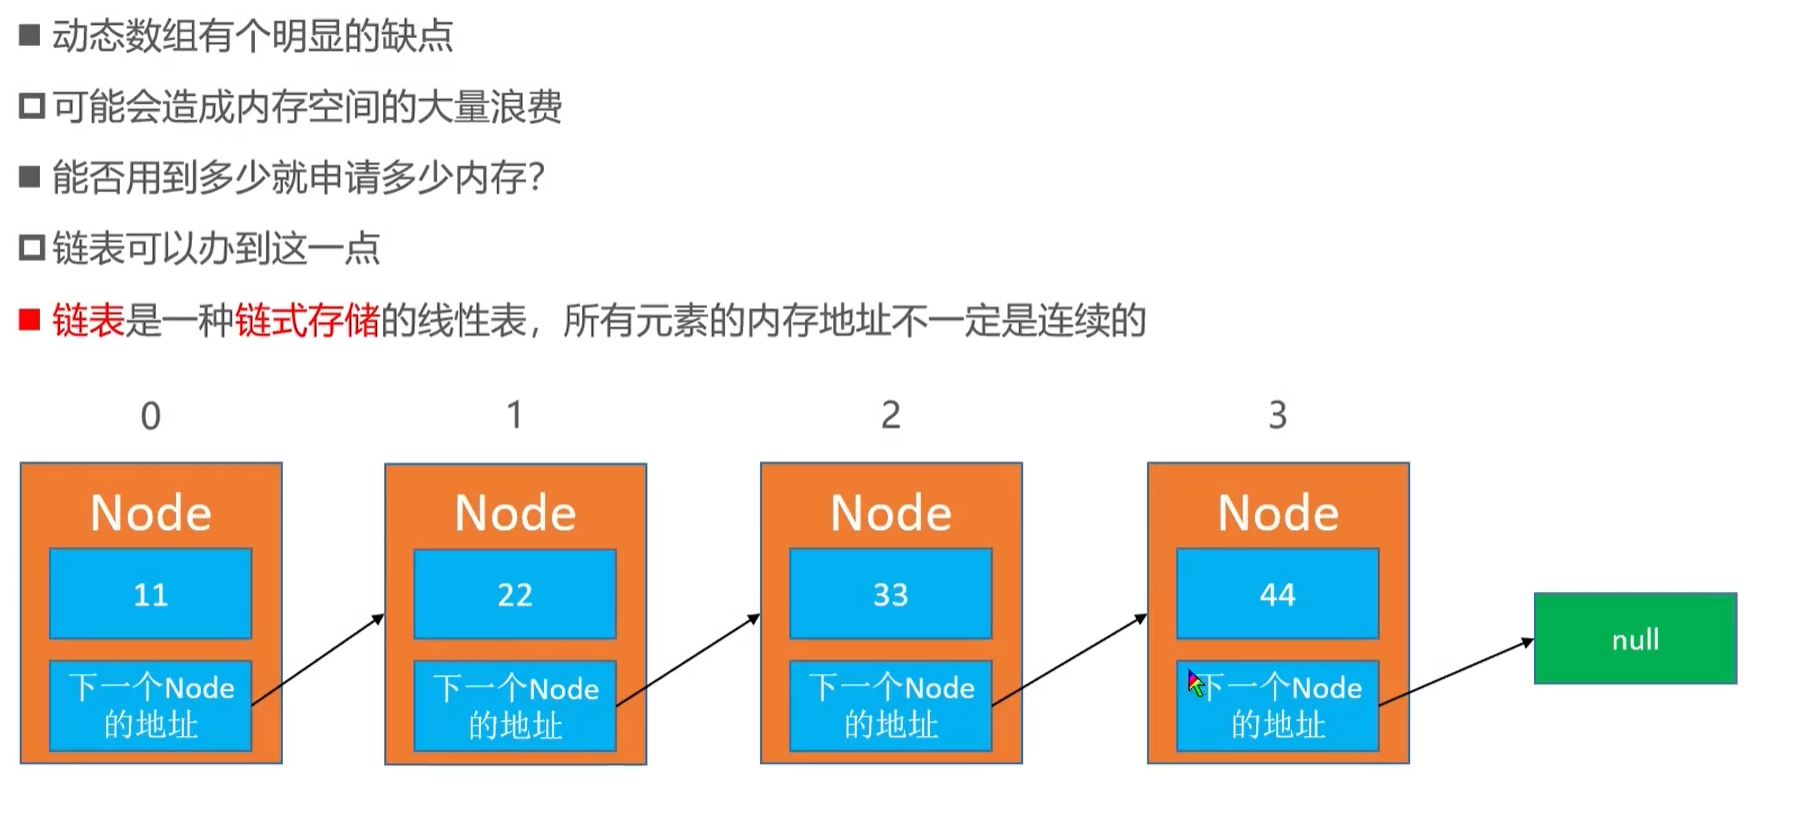 动态数组有个明显的缺点
可能会造成内存空间的大量浪费
能否用到多少就申请多少内存?
链表可以办到这一点
链表是一种链式存储的线性表，所有元素的内存地址不一定是连续的
0
1
2
3
Node
11
下一个Node
的地址
Node
22
下一个Node
的地址
Node
33
下一个Node
的地址
Node
44
下一个Node
的地址
null